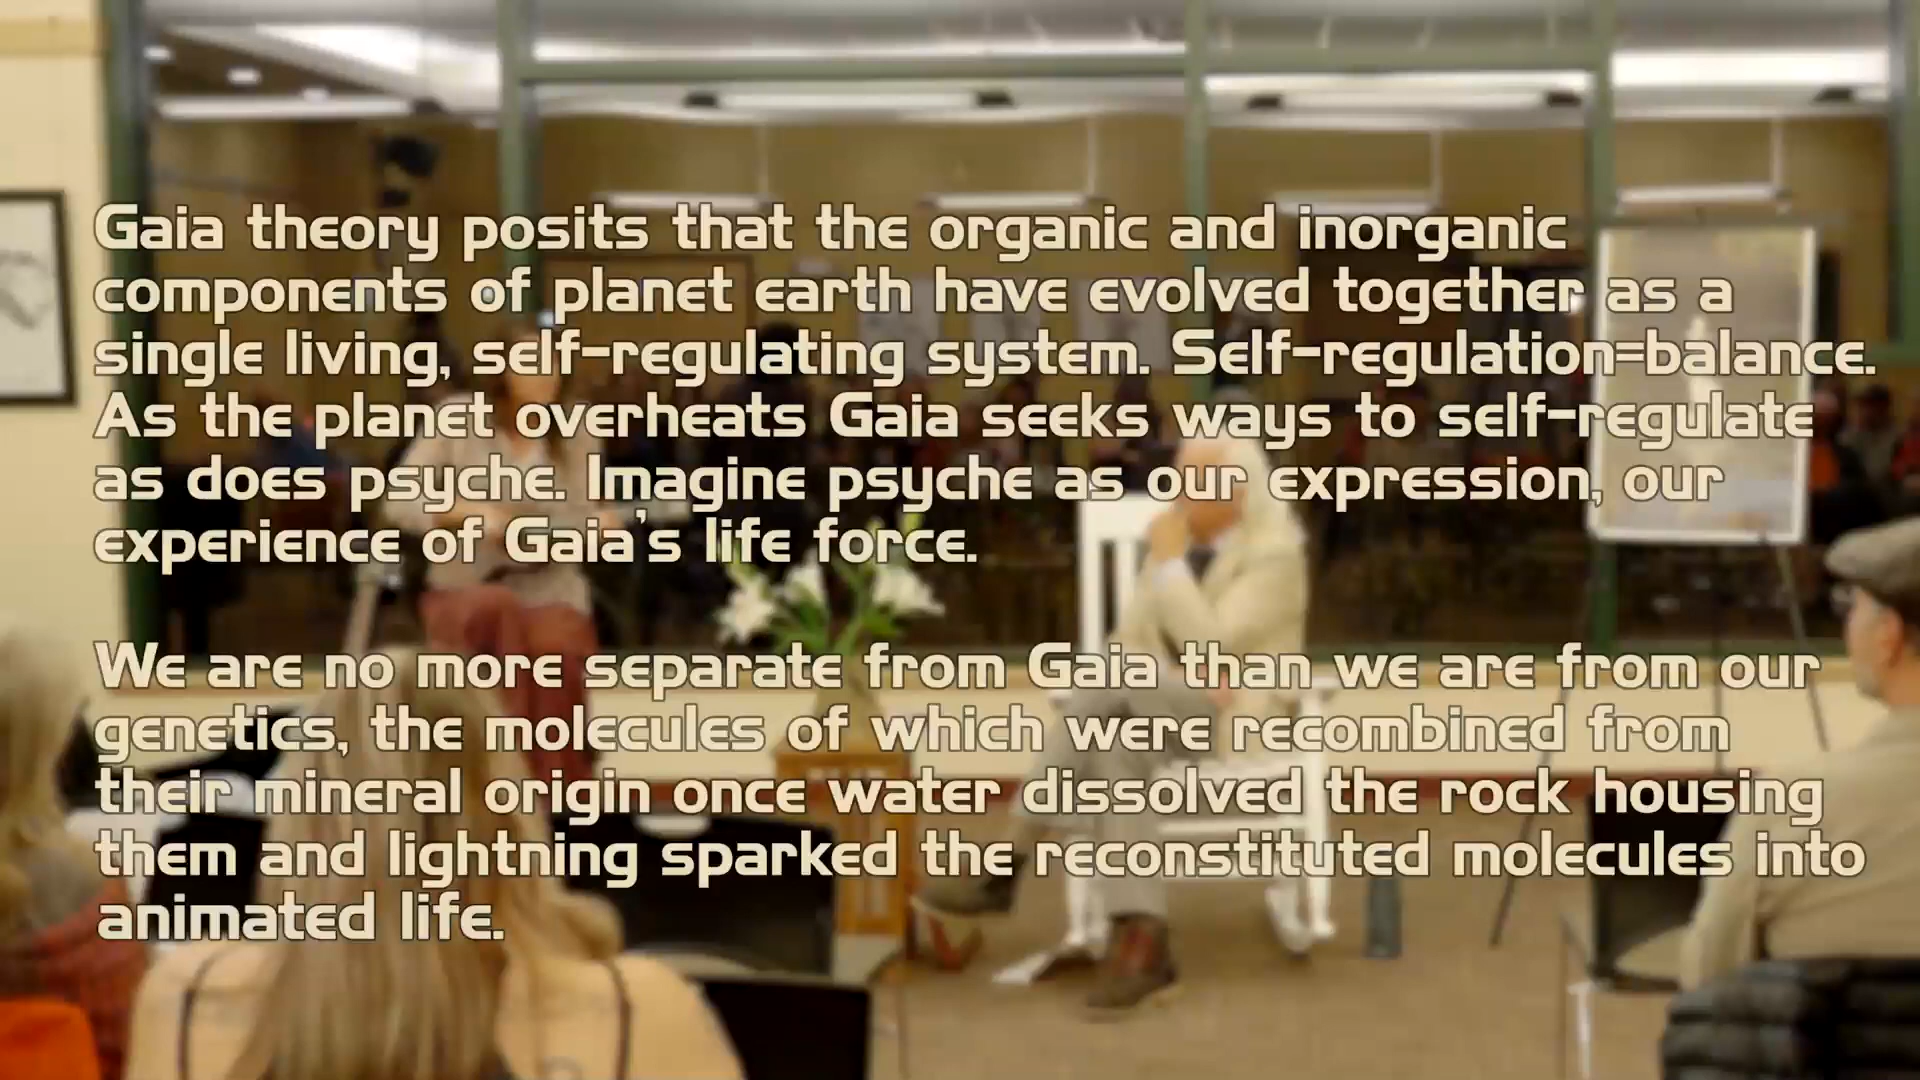 Gaia theory posits that the organic and inorganic
components of planet earth have evolved together as a
single living, self-regulating system. Self-regulation=balance.
As the planet overheats Gaia seeks ways to self-regulate
as does psyche. Imagine psyche as our expression, our
experience of Gaia's life force.
We are no more separate from Gaia than we are from our
genetics, the molecules of which were recombined from
their mineral origin once water dissolved the rock housing
them and lightning sparked the reconstituted molecules into
animated life.